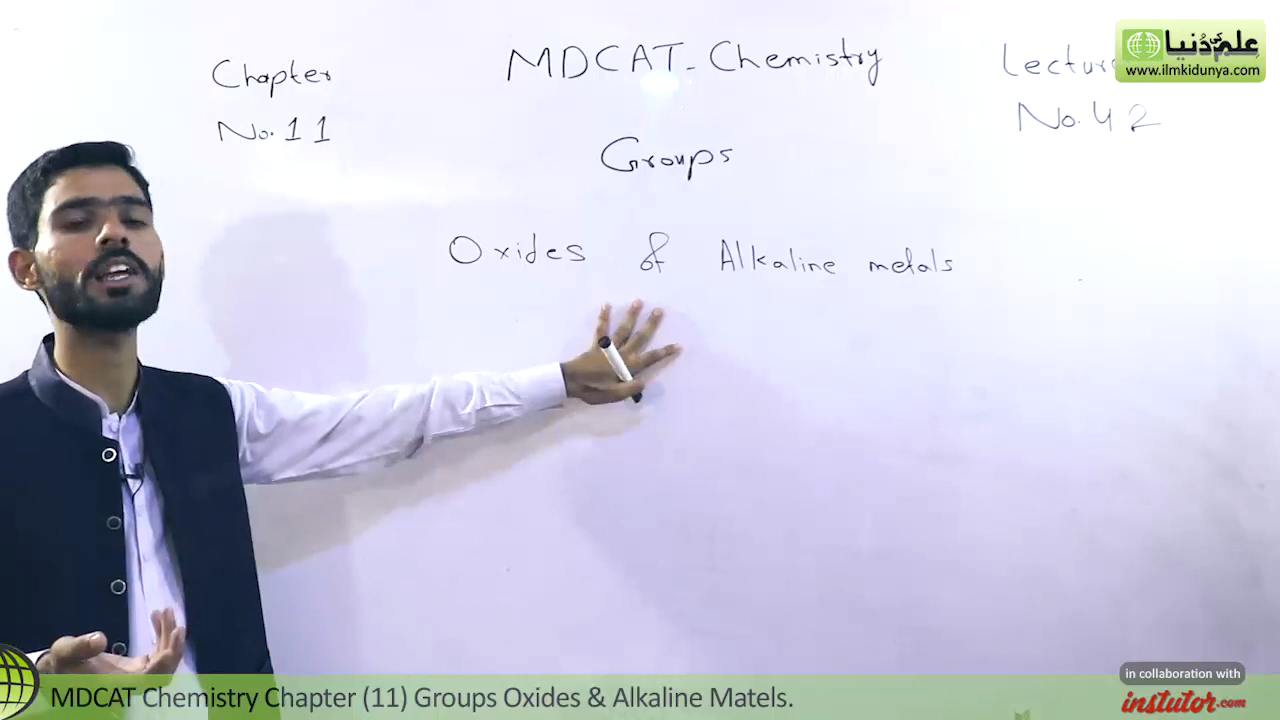 Chapter
No. 11
MDCAT - Chemistry
Lecture
No. 42
Groups
Oxides of Alkaline metals
علم کی دُنیا
www.ilmkidunya.com
in collaboration with
instutor.com
MDCAT Chemistry Chapter (11) Groups Oxides & Alkaline Matels.